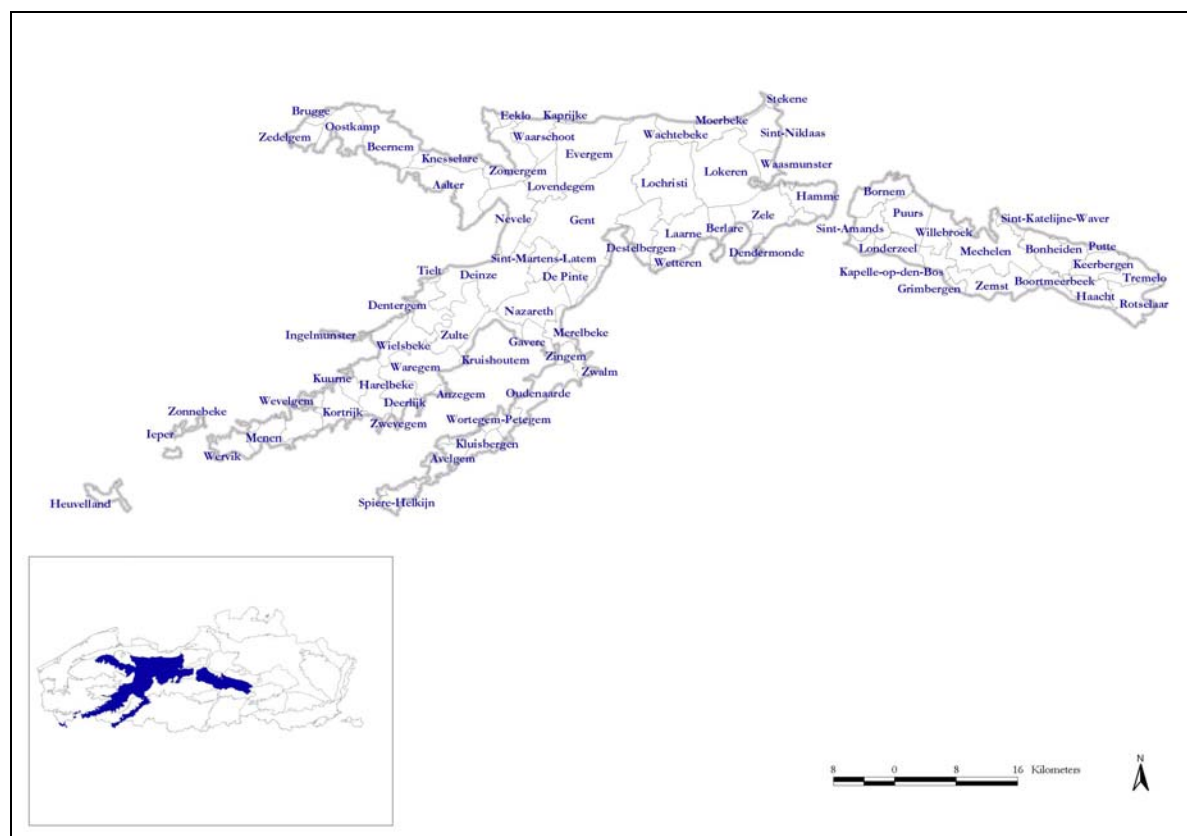 Stekene
Brugge
Eeklo
Kaprijke
Moerbeke
Oostkamp
Zedelgem
Waarschoot
Wachtebeke
Sint-Niklaas
Beernem
Evergem
Knesselare
Zomergem
Waasmunster
Lokeren
Aalter
Lovendegem
Lochristi
Hamme
Bornem
Nevele
Gent
Zele
Puurs
Sint-Katelijne-Waver
Laarne
Berlare
Sint-Amands
Willebroek
Destelbergen
Londerzeel
Mechelen
Bonheiden
Putte
Dendermonde
Sint-Martens-Latem
Wetteren
Keerbergen
Tielt
Deinze
De Pinte
Kapelle-op-den-Bos
Tremelo
Grimbergen
Zemst
Boortmeerbeek
Haacht
Rotselaar
Dentergem
Nazareth
Ingelmunster
Zulte
Merelbeke
Wielsbeke
Gavere
Zingem
Kruishoutem
Waregem
Zwalm
Kuurne
Harelbeke
Anzegem
Oudenaarde
Wevelgem
Deerlijk
Zonnebeke
Kortrijk
Zwevegem
Wortegem-Petegem
Ieper
Menen
Kluisbergen
Wervik
Avelgem
Heuvelland
Spiere-Helkijn
N
8 0 8 16 Kilometers